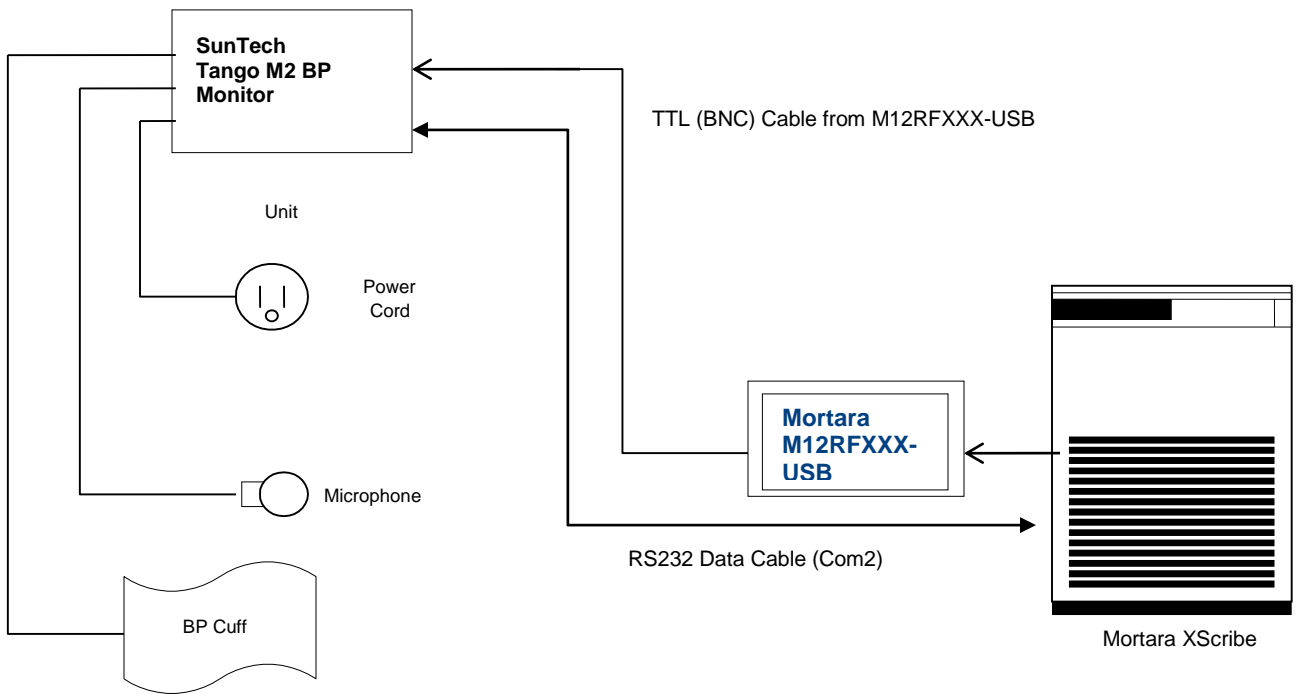 SunTech
Tango M2 BP
Monitor
TTL (BNC) Cable from M12RFXXX-USB
Unit
Power
Cord
Mortara
M12RFXXX-
USB
Microphone
RS232 Data Cable (Com2)
BP Cuff
Mortara XScribe